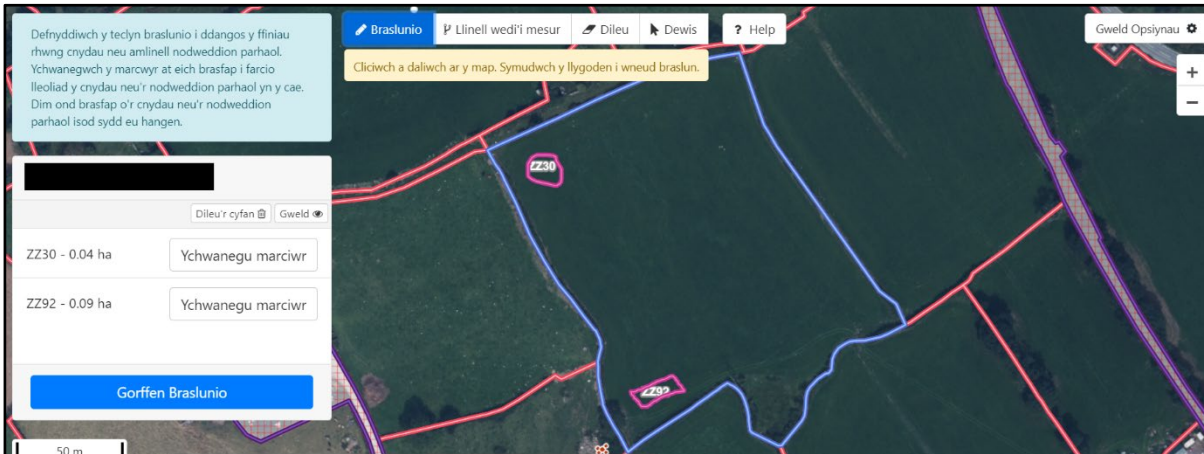 Defnyddiwch y teclyn braslunio i ddangos y ffiniau
rhwng cnydau neu amlinell nodweddion parhaol.
Ychwanegwch y marcwyr at eich brasfap i farcio
lleoliad y cnydau neu'r nodweddion parhaol yn y cae.
Dim ond brasfap o'r cnydau neu'r nodweddion
parhaol isod sydd eu hangen.
Braslunio
Llinell wedi'i mesur
Dileu
Dewis
? Help
Gweld Opsiynau
Cliciwch a daliwch ar y map. Symudwch y llygoden i wneud braslun.
+
−
Dileu'r cyfan
Gweld
ZZ30 - 0.04 ha
Ychwanegu marciwr
ZZ92 - 0.09 ha
Ychwanegu marciwr
Gorffen Braslunio
50 m
ZZ30
ZZ92